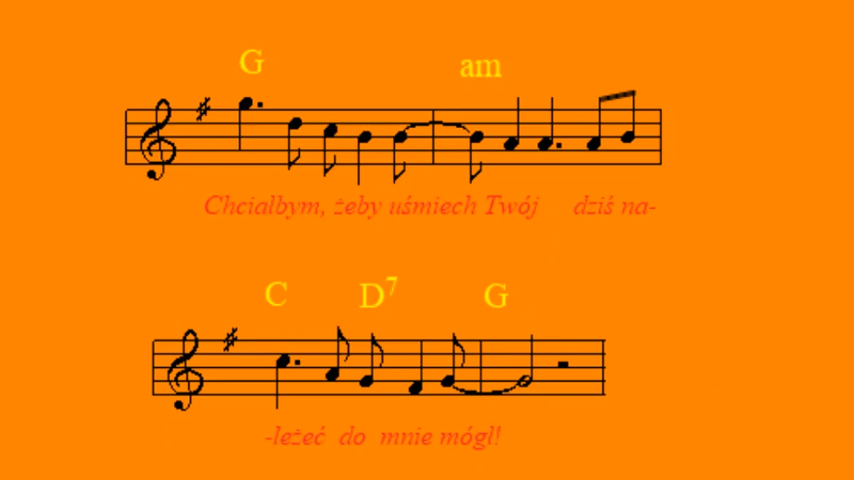 G am
Chciałbym, żeby uśmiech Twój dziś na-
C D7 G
-leżeć do mnie mógł!